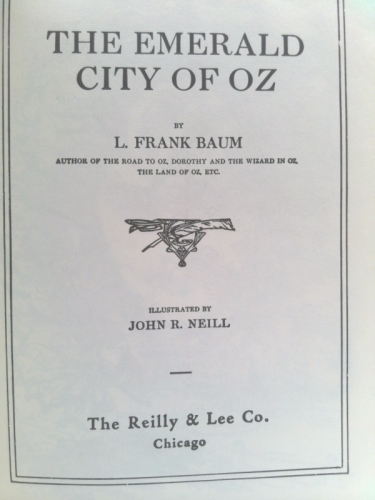 THE EMERALD
CITY OF OZ
BY
L. FRANK BAUM
AUTHOR OF THE ROAD TO OZ, DOROTHY AND THE WIZARD IN OZ,
THE LAND OF OZ, ETC.
ILLUSTRATED BY
JOHN R. NEILL
The Reilly & Lee Co.
Chicago